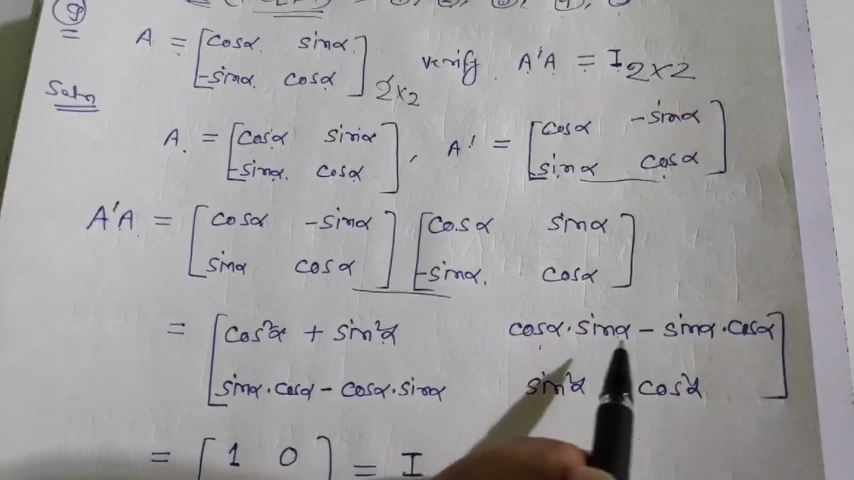 9
A = [cosα sinα
-sinα cosα]2×2 verify A'A = I2×2
Soln
A = [cosα sinα
-sinα cosα], A' = [cosα -sinα
sinα cosα]
A'A = [cosα -sinα
sinα cosα] [cosα sinα
-sinα cosα]
= [cos²α + sin²α cosα·sinα - sinα·cosα
sinα·cosα - cosα·sinα sin²α cos²α]
= [1 0] = I